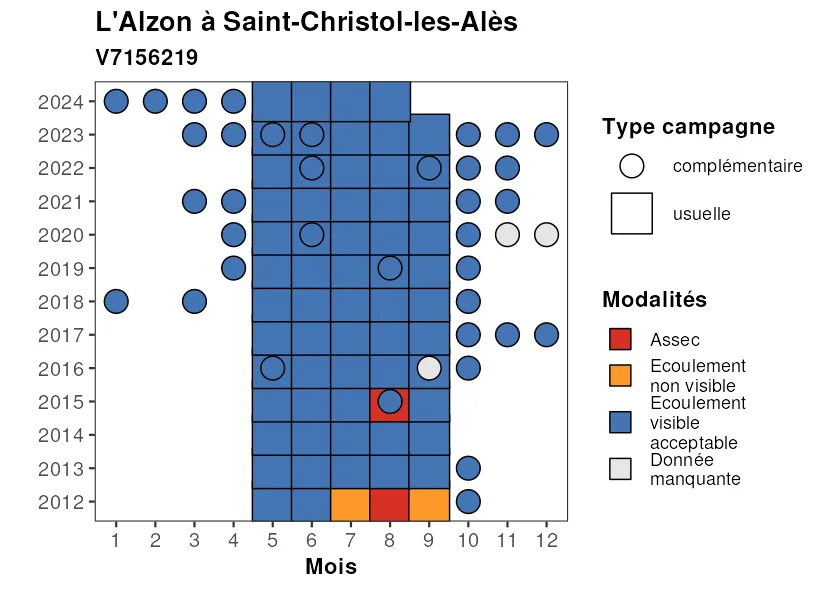 L'Alzon à Saint-Christol-les-Alès
V7156219
2024
2023
2022
2021
2020
2019
2018
2017
2016
2015
2014
2013
2012
1 2 3 4 5 6 7 8 9 10 11 12
Mois
Type campagne
complémentaire
usuelle
Modalités
Assec
Ecoulement
non visible
Ecoulement
visible
acceptable
Donnée
manquante